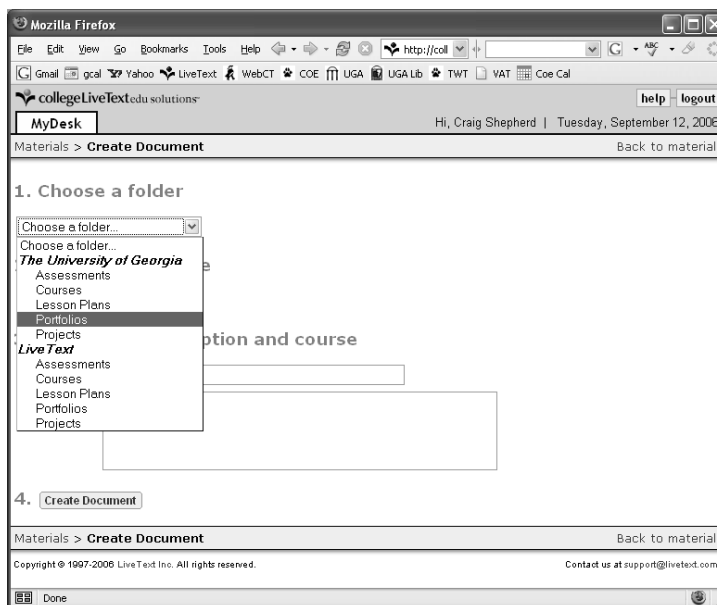 Mozilla Firefox
File Edit View Go Bookmarks Tools Help http://coll G ABC
G Gmail gcal Yahoo LiveText WebCT COE UGA UGA Lib TWT VAT Coe Cal
collegeLiveText edu solutions help logout
MyDesk Hi, Craig Shepherd | Tuesday, September 12, 2006
Materials > Create Document Back to material
1. Choose a folder
Choose a folder...
Choose a folder...
The University of Georgia
Assessments
Courses
Lesson Plans
Portfolios
Projects
ption and course
LiveText
Assessments
Courses
Lesson Plans
Portfolios
Projects
4. Create Document
Materials > Create Document Back to material
Copyright © 1997-2006 LiveText Inc. All rights reserved. Contact us at support@livetext.com
Done